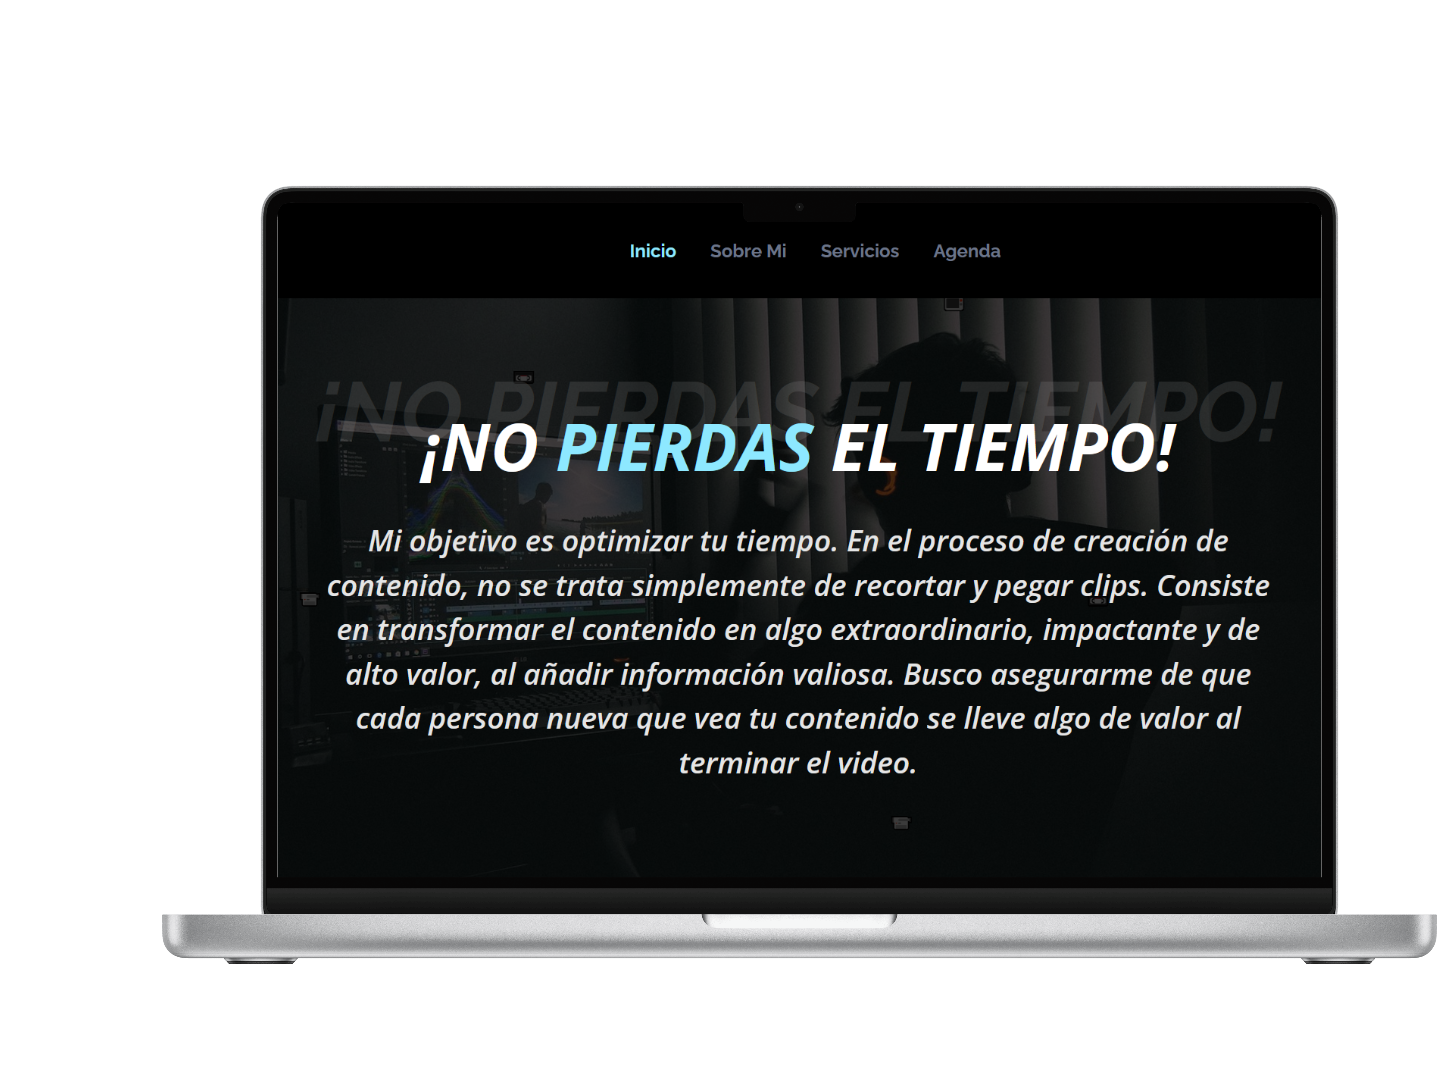 Inicio Sobre Mi Servicios Agenda
¡NO PIERDAS EL TIEMPO!
¡NO PIERDAS EL TIEMPO!
Mi objetivo es optimizar tu tiempo. En el proceso de creación de
contenido, no se trata simplemente de recortar y pegar clips. Consiste
en transformar el contenido en algo extraordinario, impactante y de
alto valor, al añadir información valiosa. Busco asegurarme de que
cada persona nueva que vea tu contenido se lleve algo de valor al
terminar el video.